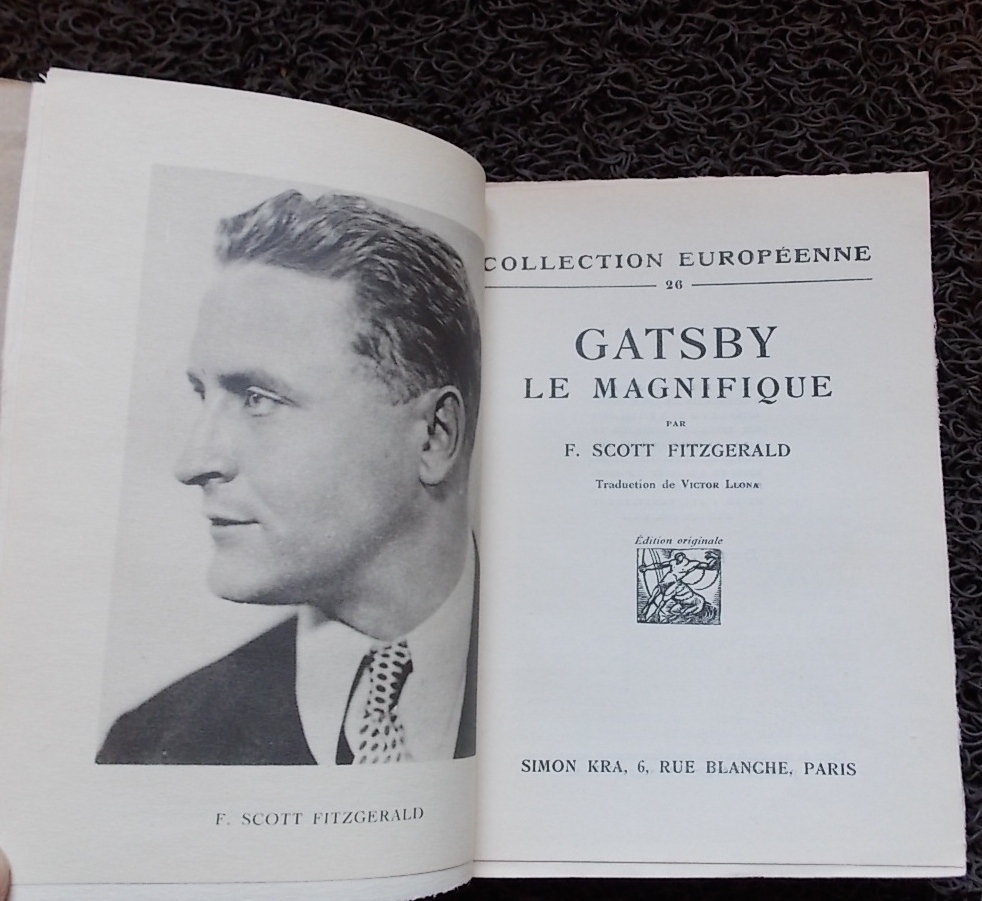 F. SCOTT FITZGERALD
COLLECTION EUROPÉENNE
26
GATSBY
LE MAGNIFIQUE
PAR
F. SCOTT FITZGERALD
Traduction de VICTOR LLONA
Édition originale
SIMON KRA, 6, RUE BLANCHE, PARIS